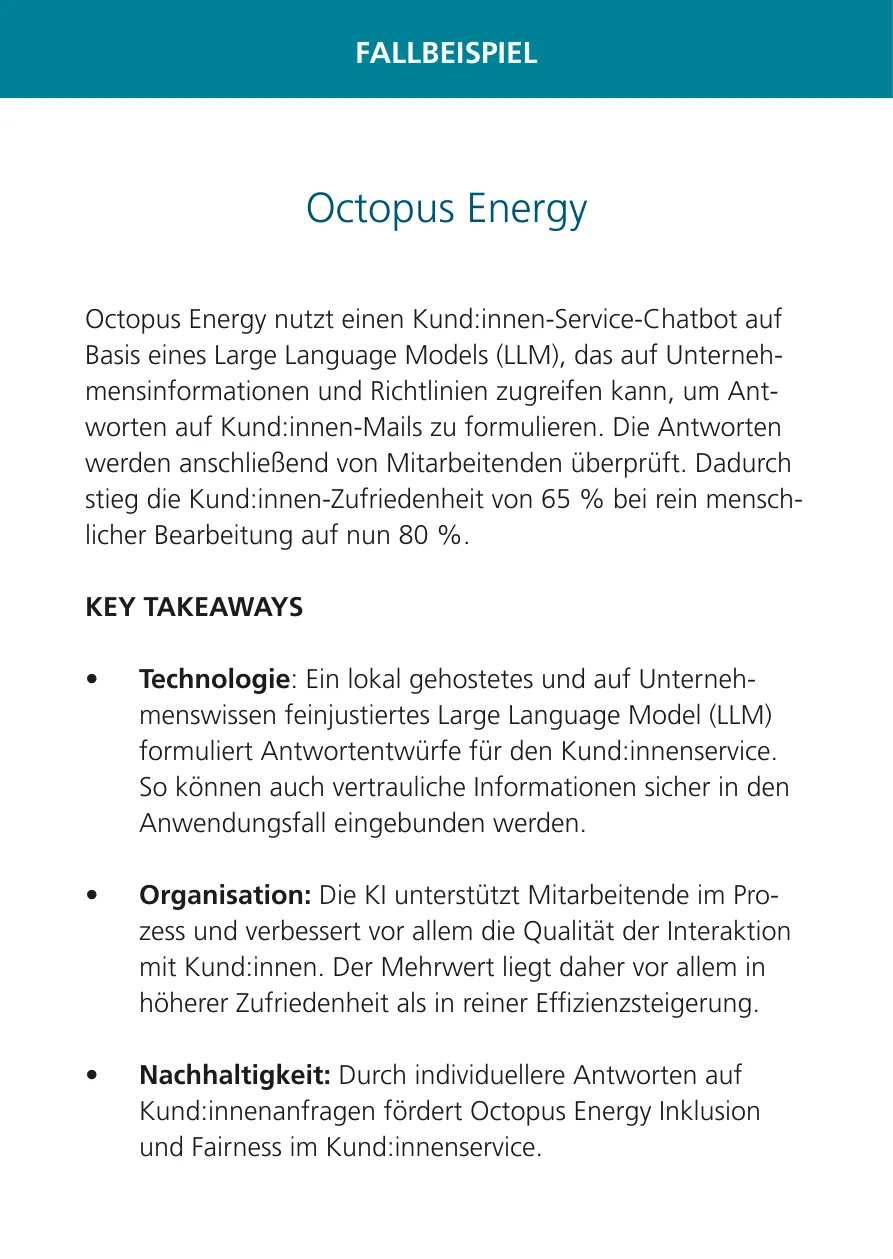 FALLBEISPIEL
Octopus Energy
Octopus Energy nutzt einen Kund:innen-Service-Chatbot auf
Basis eines Large Language Models (LLM), das auf Unterneh-
mensinformationen und Richtlinien zugreifen kann, um Ant-
worten auf Kund:innen-Mails zu formulieren. Die Antworten
werden anschließend von Mitarbeitenden überprüft. Dadurch
stieg die Kund:innen-Zufriedenheit von 65 % bei rein mensch-
licher Bearbeitung auf nun 80 %.
KEY TAKEAWAYS
• Technologie: Ein lokal gehostetes und auf Unterneh-
menswissen feinjustiertes Large Language Model (LLM)
formuliert Antwortentwürfe für den Kund:innenservice.
So können auch vertrauliche Informationen sicher in den
Anwendungsfall eingebunden werden.
• Organisation: Die KI unterstützt Mitarbeitende im Pro-
zess und verbessert vor allem die Qualität der Interaktion
mit Kund:innen. Der Mehrwert liegt daher vor allem in
höherer Zufriedenheit als in reiner Effizienzsteigerung.
• Nachhaltigkeit: Durch individuellere Antworten auf
Kund:innenanfragen fördert Octopus Energy Inklusion
und Fairness im Kund:innenservice.